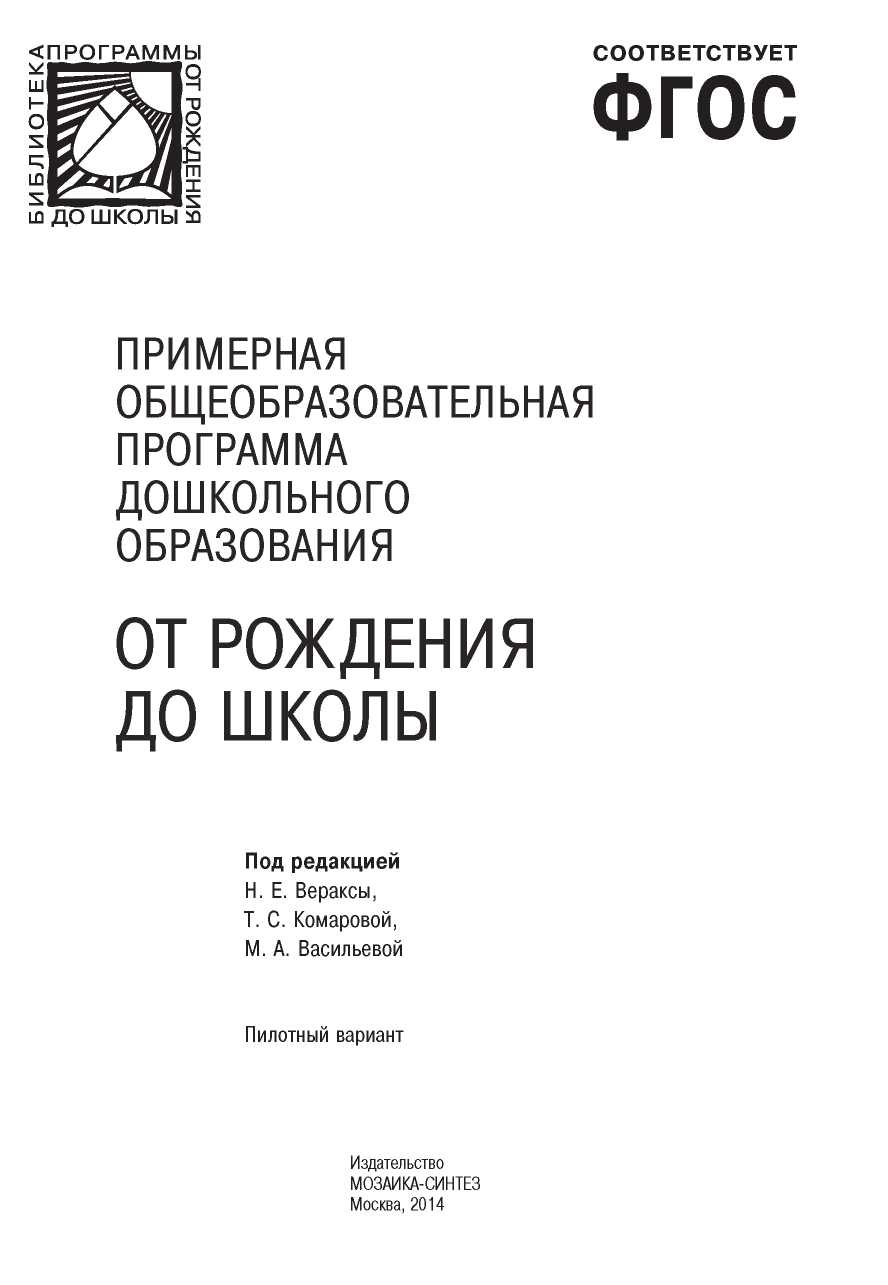 БИБЛИОТЕКА
ПРОГРАММЫ
ОТ РОЖДЕНИЯ
ДО ШКОЛЫ
СООТВЕТСТВУЕТ
ФГОС
ПРИМЕРНАЯ
ОБЩЕОБРАЗОВАТЕЛЬНАЯ
ПРОГРАММА
ДОШКОЛЬНОГО
ОБРАЗОВАНИЯ
ОТ РОЖДЕНИЯ
ДО ШКОЛЫ
Под редакцией
Н. Е. Вераксы,
Т. С. Комаровой,
М. А. Васильевой
Пилотный вариант
Издательство
МОЗАИКА-СИНТЕЗ
Москва, 2014